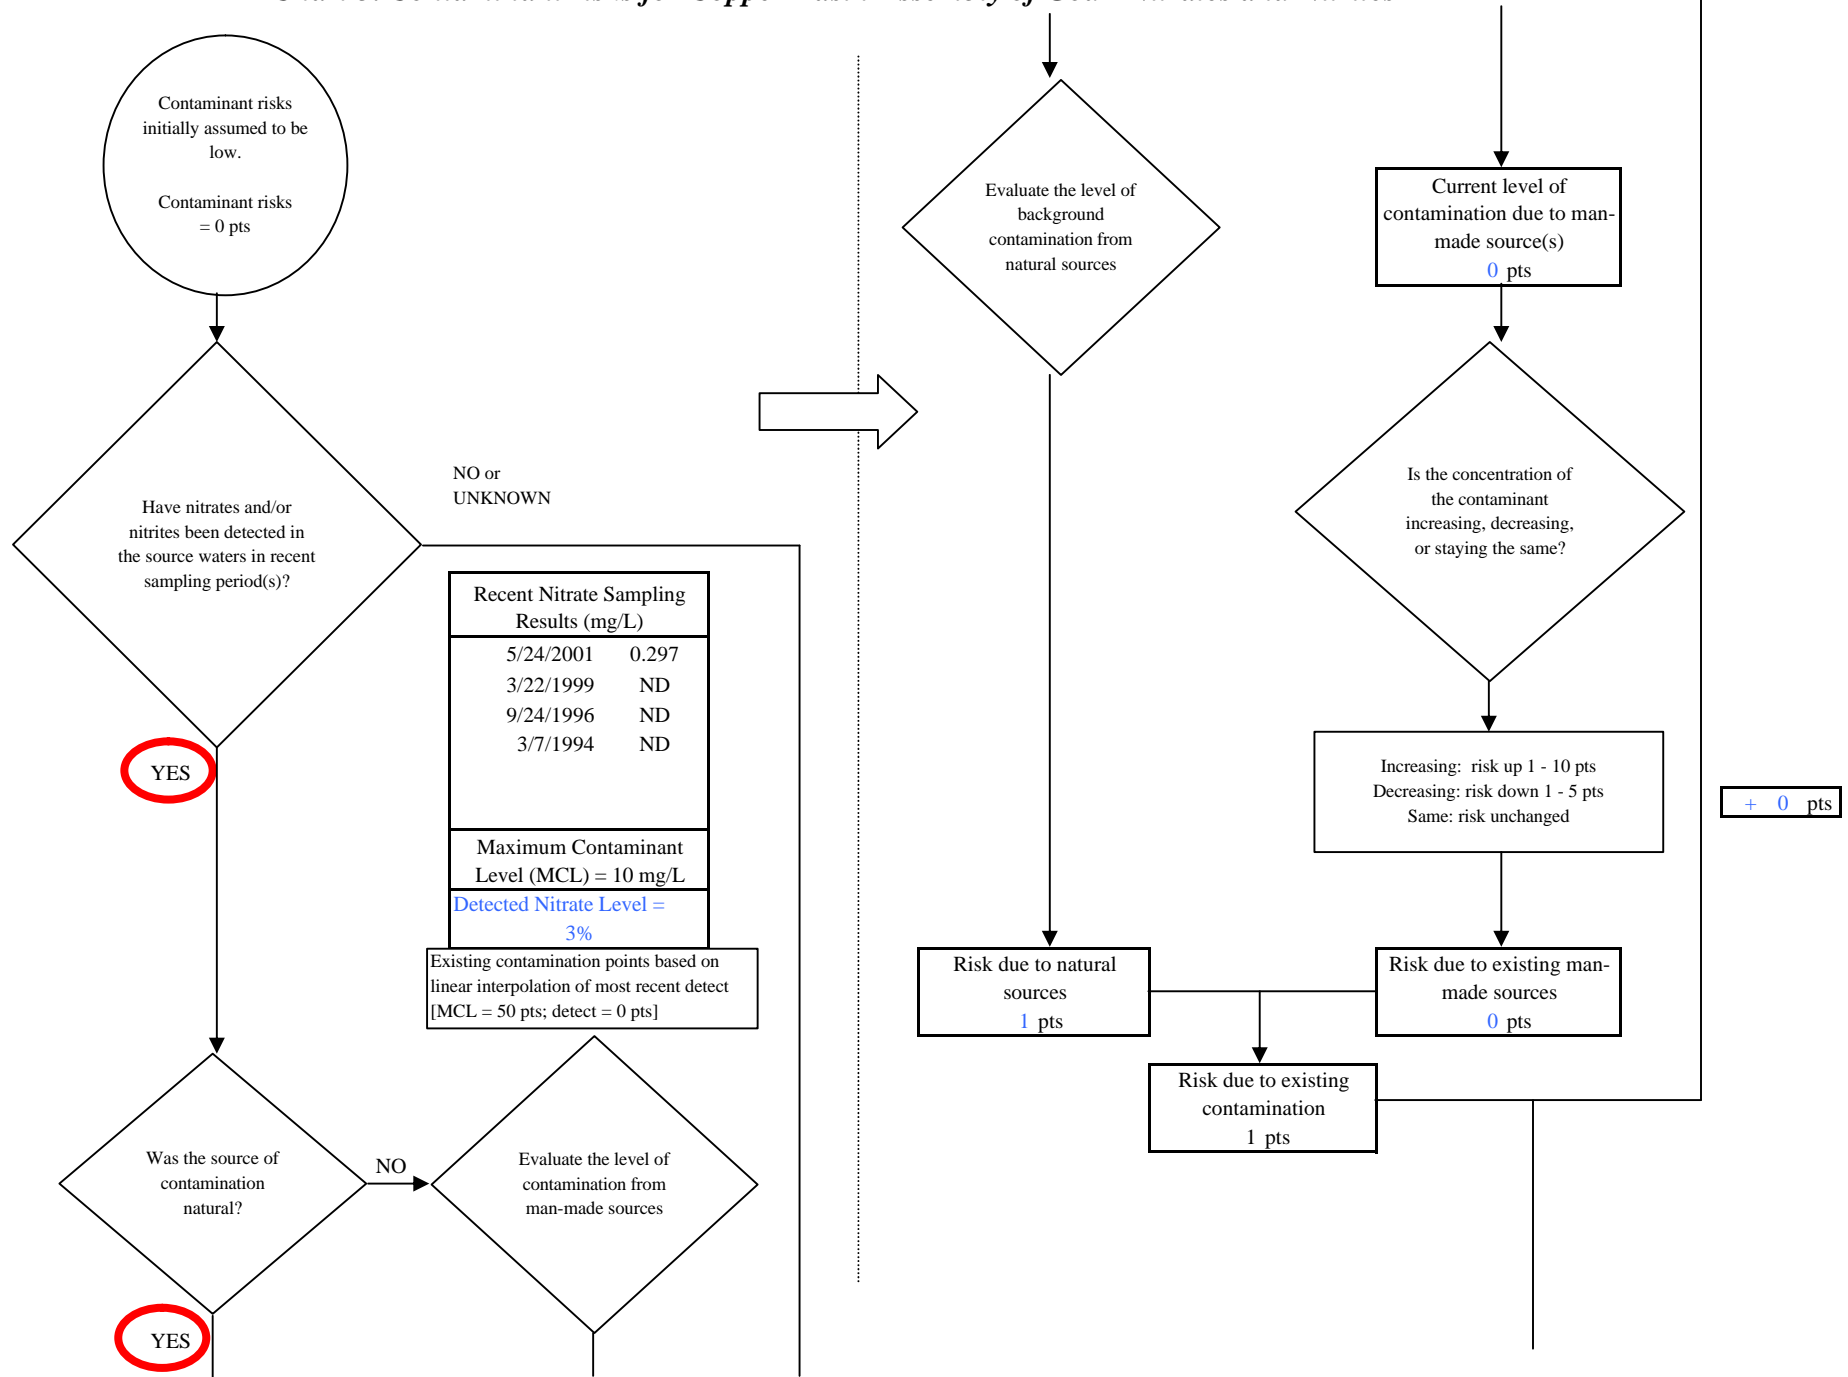 Contaminant risks
initially assumed to be
low.
Contaminant risks
= 0 pts
Have nitrates and/or
nitrites been detected in
the source waters in recent
sampling period(s)?
NO or
UNKNOWN
YES
Recent Nitrate Sampling
Results (mg/L)
5/24/2001 0.297
3/22/1999 ND
9/24/1996 ND
3/7/1994 ND
Maximum Contaminant
Level (MCL) = 10 mg/L
Detected Nitrate Level =
3%
Existing contamination points based on
linear interpolation of most recent detect
[MCL = 50 pts; detect = 0 pts]
Was the source of
contamination
natural?
NO
Evaluate the level of
contamination from
man-made sources
YES
Evaluate the level of
background
contamination from
natural sources
Current level of
contamination due to man-
made source(s)
0 pts
Is the concentration of
the contaminant
increasing, decreasing,
or staying the same?
Increasing: risk up 1 - 10 pts
Decreasing: risk down 1 - 5 pts
Same: risk unchanged
+ 0 pts
Risk due to natural
sources
1 pts
Risk due to existing man-
made sources
0 pts
Risk due to existing
contamination
1 pts